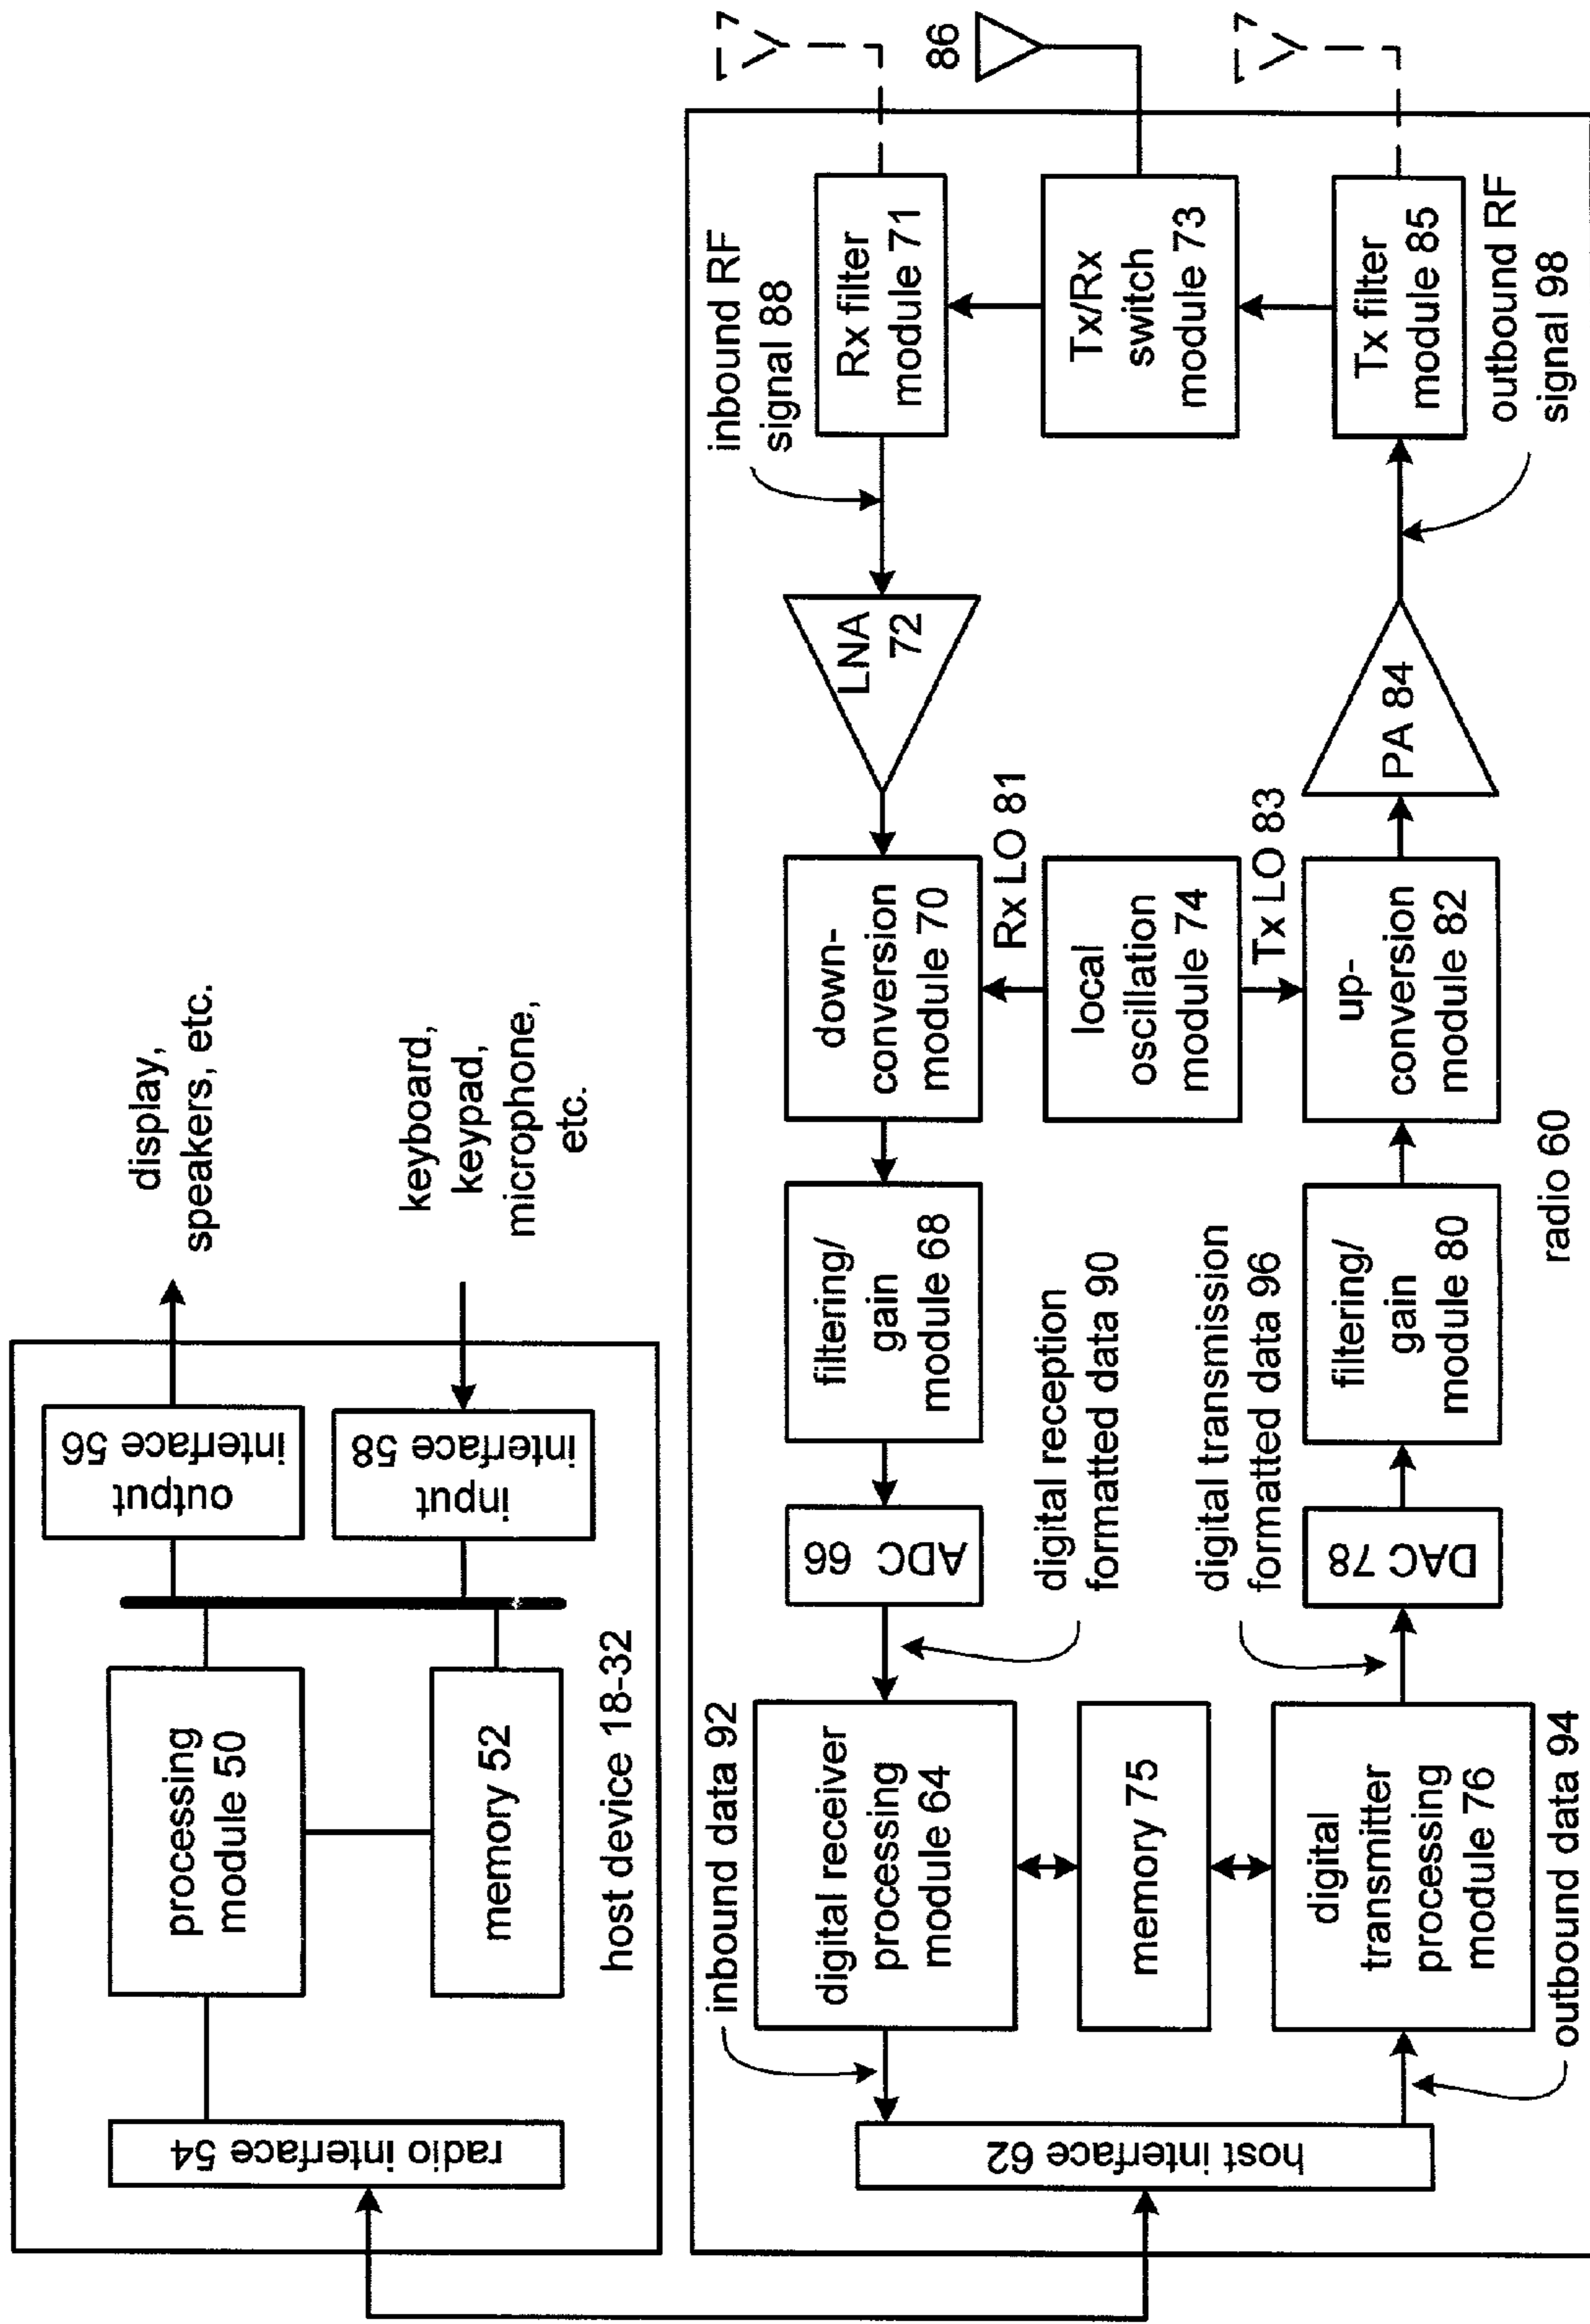 display,
speakers, etc.
keyboard,
keypad,
microphone,
etc.
output
interface 56
input
interface 58
processing
module 50
memory 52
radio interface 54
host device 18-32
86
inbound RF
signal 88
Rx filter
module 71
Tx/Rx
switch
module 73
Tx filter
module 85
outbound RF
signal 98
LNA
72
PA 84
down-
conversion
module 70
Rx LO 81
local
oscillation
module 74
Tx LO 83
up-
conversion
module 82
filtering/
gain
module 68
filtering/
gain
module 80
radio 60
ADC 66
digital reception
formatted data 90
digital transmission
formatted data 96
DAC 78
inbound data 92
digital receiver
processing
module 64
memory 75
digital
transmitter
processing
module 76
outbound data 94
host interface 62